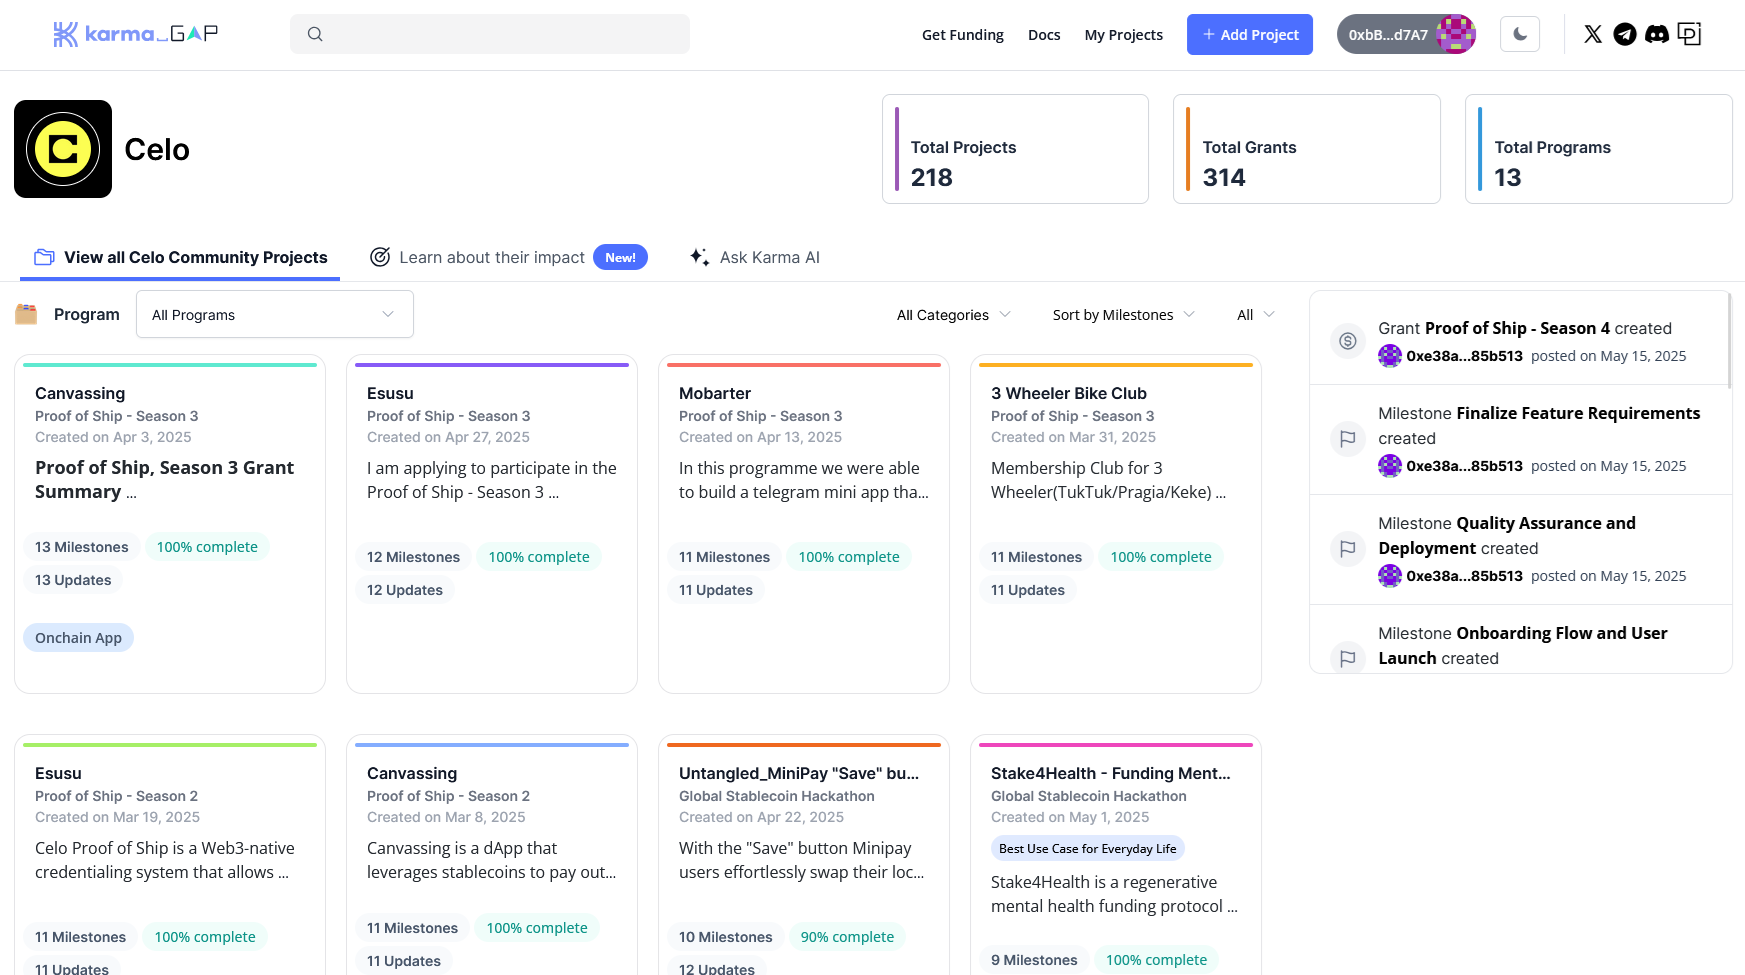 karma_GAP
Get Funding
Docs
My Projects
+ Add Project
0xbB...d7A7
Celo
Total Projects
218
Total Grants
314
Total Programs
13
View all Celo Community Projects
Learn about their impact New!
Ask Karma AI
Program
All Programs
All Categories
Sort by Milestones
All
Canvassing
Proof of Ship - Season 3
Created on Apr 3, 2025
Proof of Ship, Season 3 Grant
Summary ...
13 Milestones 100% complete
13 Updates
Onchain App
Esusu
Proof of Ship - Season 3
Created on Apr 27, 2025
I am applying to participate in the
Proof of Ship - Season 3 ...
12 Milestones 100% complete
12 Updates
Mobarter
Proof of Ship - Season 3
Created on Apr 13, 2025
In this programme we were able
to build a telegram mini app tha...
11 Milestones 100% complete
11 Updates
3 Wheeler Bike Club
Proof of Ship - Season 3
Created on Mar 31, 2025
Membership Club for 3
Wheeler(TukTuk/Pragia/Keke) ...
11 Milestones 100% complete
11 Updates
Esusu
Proof of Ship - Season 2
Created on Mar 19, 2025
Celo Proof of Ship is a Web3-native
credentialing system that allows ...
11 Milestones 100% complete
11 Updates
Canvassing
Proof of Ship - Season 2
Created on Mar 8, 2025
Canvassing is a dApp that
leverages stablecoins to pay out...
11 Milestones 100% complete
11 Updates
Untangled_MiniPay "Save" bu...
Global Stablecoin Hackathon
Created on Apr 22, 2025
With the "Save" button Minipay
users effortlessly swap their loc...
10 Milestones 90% complete
12 Updates
Stake4Health - Funding Ment...
Global Stablecoin Hackathon
Created on May 1, 2025
Best Use Case for Everyday Life
Stake4Health is a regenerative
mental health funding protocol ...
9 Milestones 100% complete
Grant Proof of Ship - Season 4 created
0xe38a...85b513 posted on May 15, 2025
Milestone Finalize Feature Requirements
created
0xe38a...85b513 posted on May 15, 2025
Milestone Quality Assurance and
Deployment created
0xe38a...85b513 posted on May 15, 2025
Milestone Onboarding Flow and User
Launch created